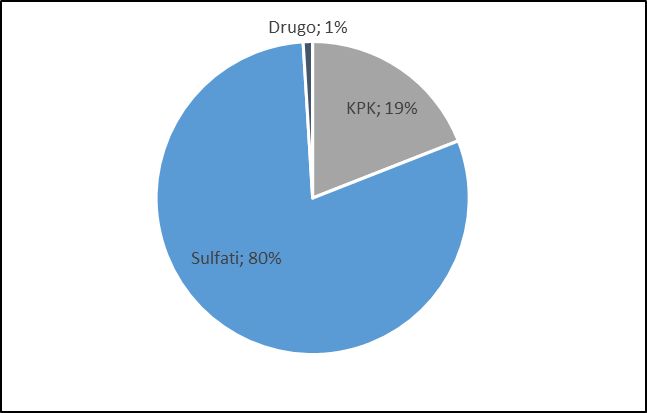 Drugo; 1%
KPK; 19%
Sulfati; 80%